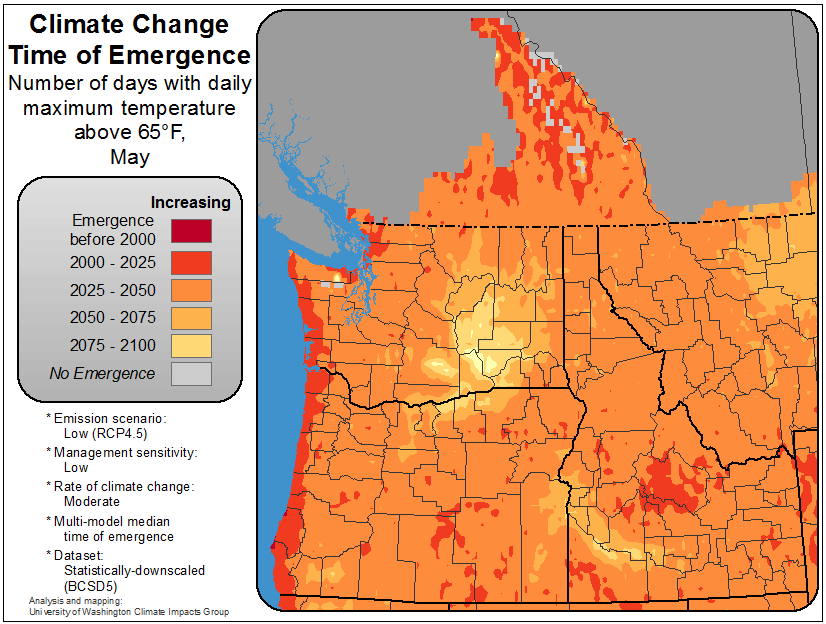 Climate Change
Time of Emergence
Number of days with daily
maximum temperature
above 65°F,
May
Increasing
Emergence
before 2000
2000 - 2025
2025 - 2050
2050 - 2075
2075 - 2100
No Emergence
* Emission scenario:
Low (RCP4.5)
* Management sensitivity:
Low
* Rate of climate change:
Moderate
* Multi-model median
time of emergence
* Dataset:
Statistically-downscaled
(BCSD5)
Analysis and mapping:
University of Washington Climate Impacts Group